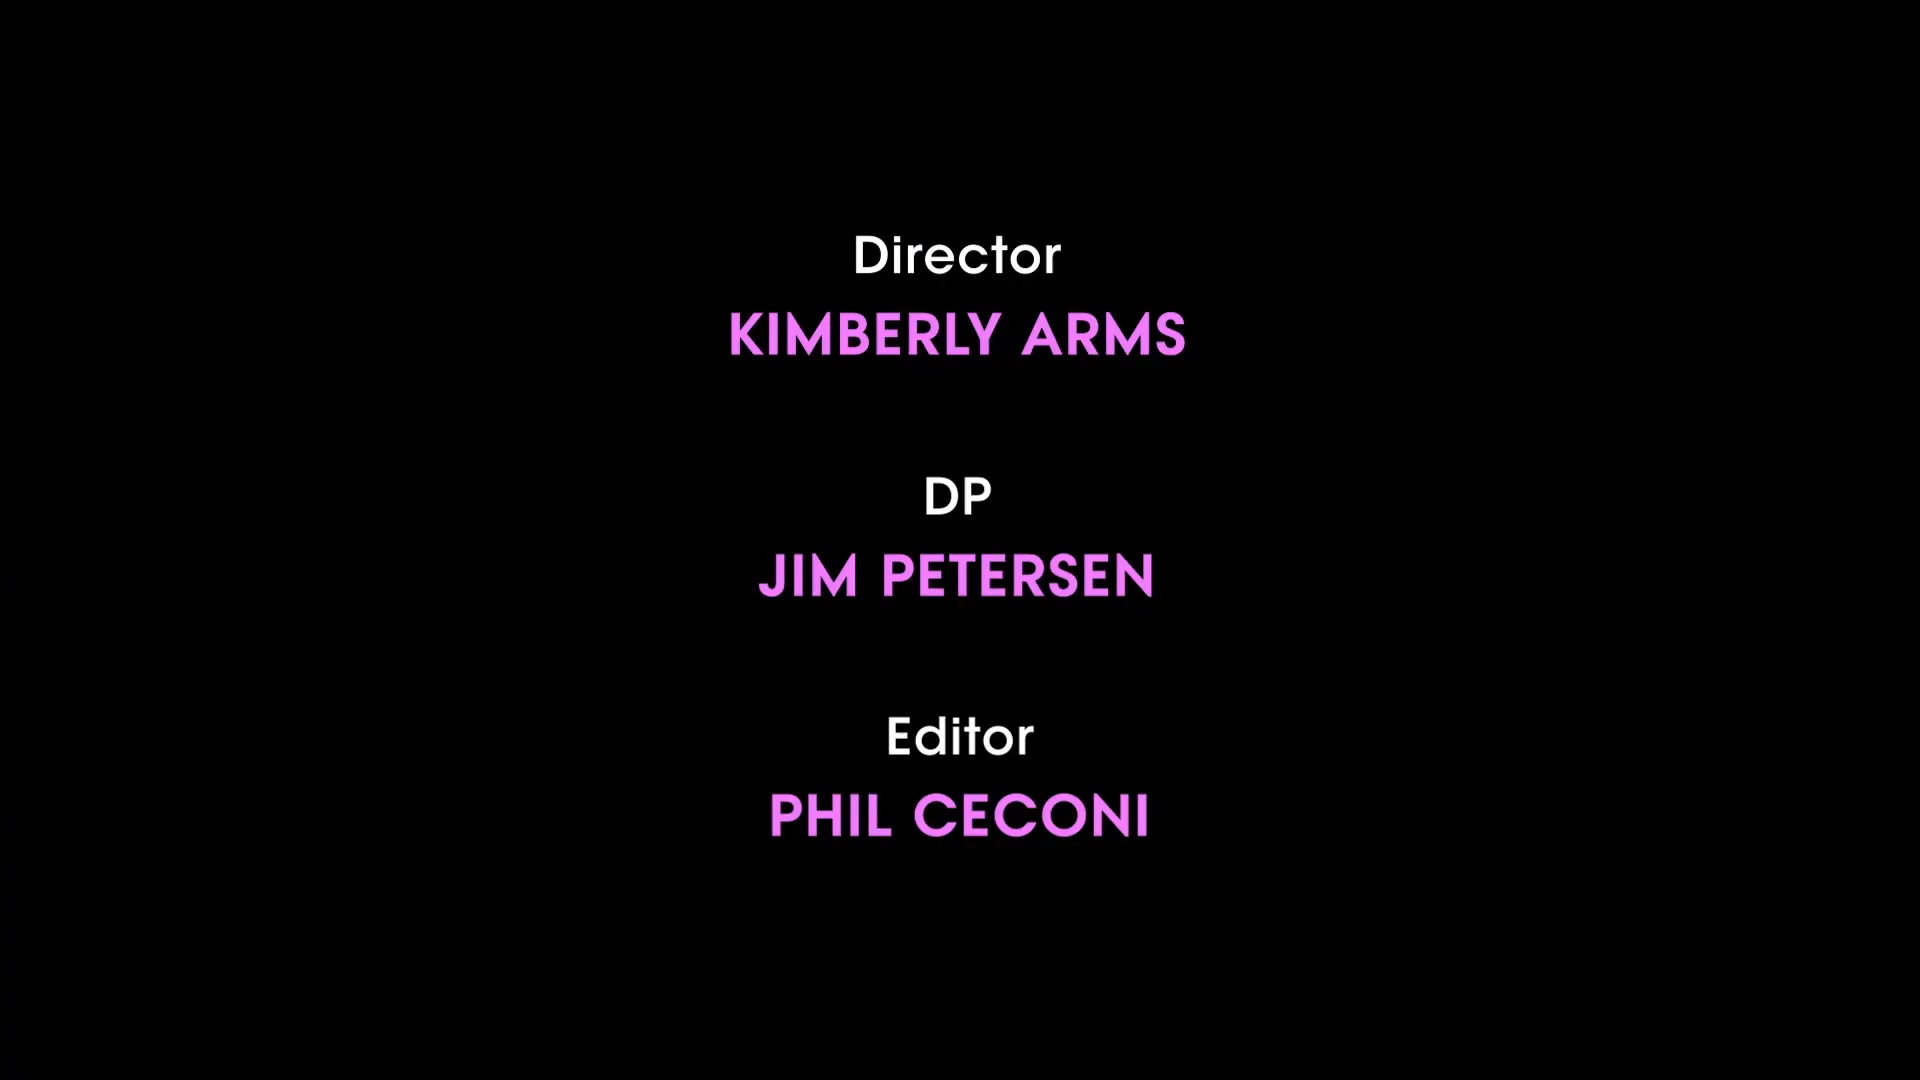 Director
KIMBERLY ARMS
DP
JIM PETERSEN
Editor
PHIL CECONI